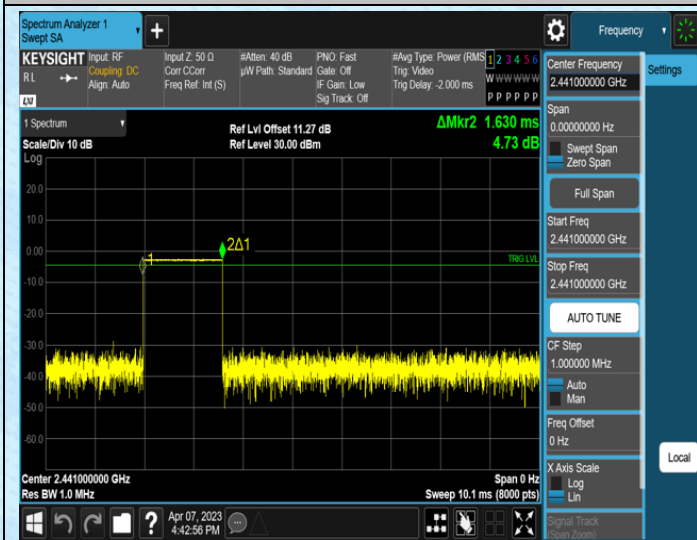 Spectrum Analyzer 1
Swept SA
+
Frequency
KEYSIGHT
RL
LXI
Input: RF
Coupling: DC
Align: Auto
Input Z: 50 Ω
Corr CCorr
Freq Ref: Int (S)
#Atten: 40 dB
µW Path: Standard
PNO: Fast
Gate: Off
IF Gain: Low
Sig Track: Off
#Avg Type: Power (RMS
Trig: Video
Trig Delay: -2.000 ms
1 2 3 4 5 6
W W W W W W
P P P P P P
1 Spectrum
Scale/Div 10 dB
Log
Ref Lvl Offset 11.27 dB
Ref Level 30.00 dBm
ΔMkr2 1.630 ms
4.73 dB
20.0
10.0
0.00
-10.0
-20.0
-30.0
-40.0
-50.0
-60.0
1
2Δ1
TRIG LVL
Center 2.441000000 GHz
Res BW 1.0 MHz
Span 0 Hz
Sweep 10.1 ms (8000 pts)
?
Apr 07, 2023
4:42:56 PM
Center Frequency
2.441000000 GHz
Settings
Span
0.00000000 Hz
Swept Span
Zero Span
Full Span
Start Freq
2.441000000 GHz
Stop Freq
2.441000000 GHz
AUTO TUNE
CF Step
1.000000 MHz
Auto
Man
Freq Offset
0 Hz
Local
X Axis Scale
Log
Lin
Signal Track
(Span Zoom)